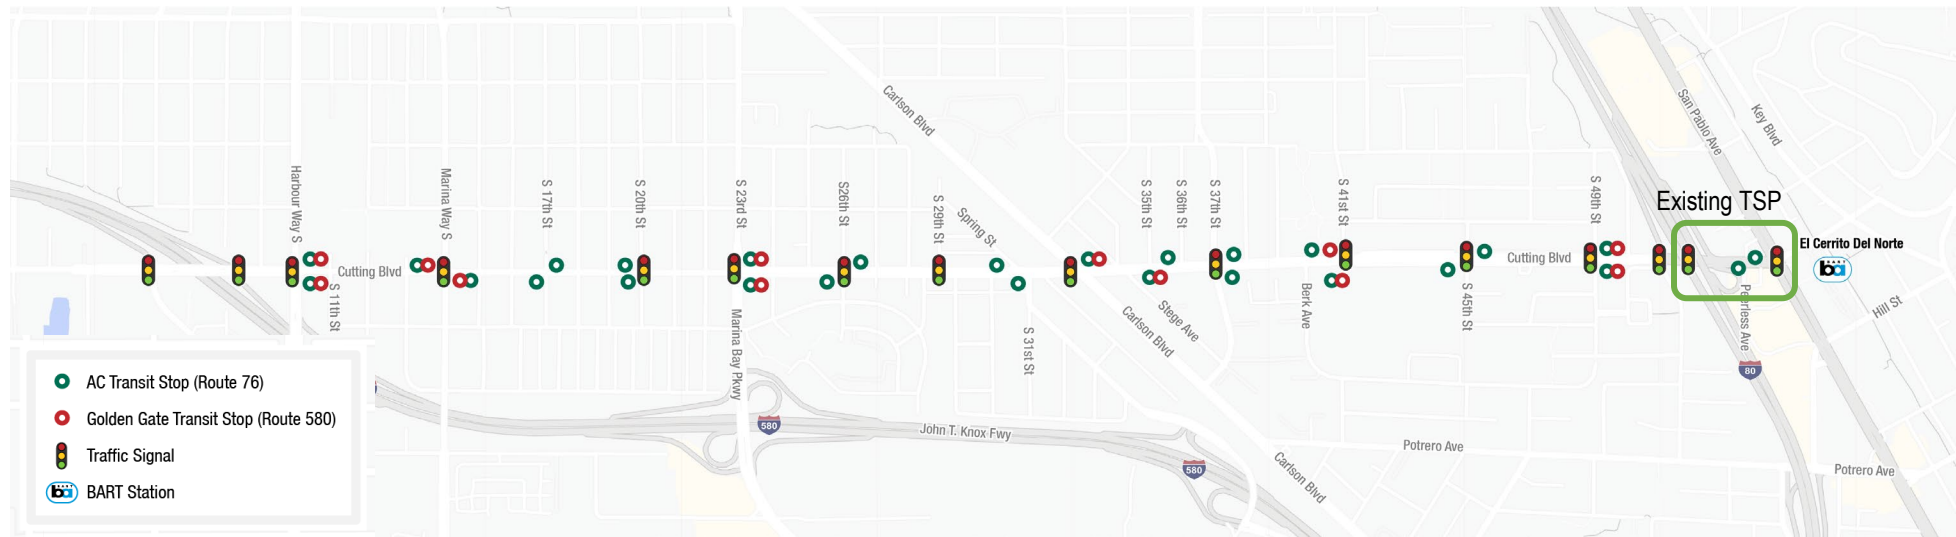 Carlson Blvd
San Pablo Ave
Key Blvd
Harbour Way S
Marina Way S
S 17th St
S 20th St
S 23rd St
S26th St
S 29th St
Spring St
S 35th St
S 36th St
S 37th St
S 41st St
S 49th St
Existing TSP
El Cerrito Del Norte
BART
ba
Cutting Blvd
Cutting Blvd
S 11th St
Marina Bay Pkwy
S 31st St
Carlson Blvd
Stege Ave
Berk Ave
S 45th St
Peerless Ave
Hill St
80
580
John T. Knox Fwy
580
Potrero Ave
Potrero Ave
Carlson Blvd
AC Transit Stop (Route 76)
Golden Gate Transit Stop (Route 580)
Traffic Signal
BART
ba
BART Station